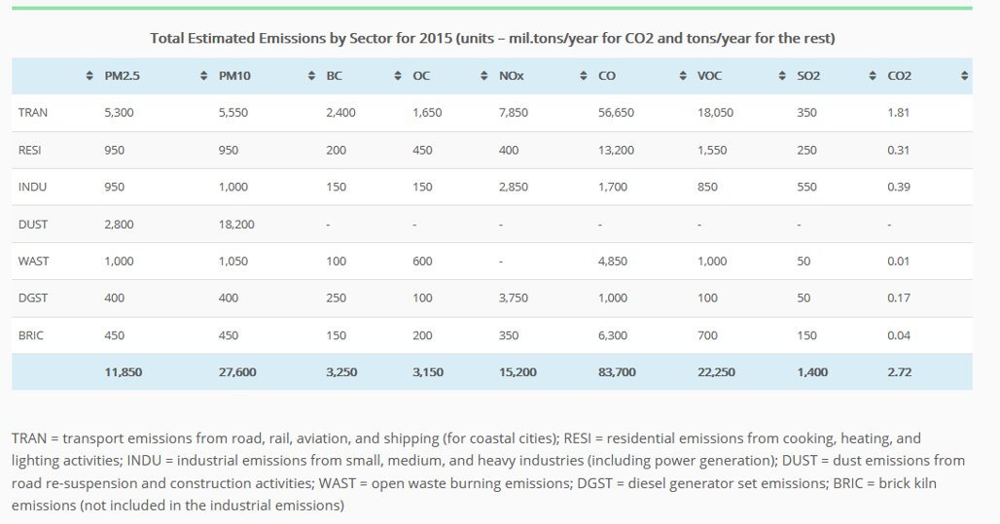 Total Estimated Emissions by Sector for 2015 (units – mil.tons/year for CO2 and tons/year for the rest)
PM2.5 PM10 BC OC NOx CO VOC SO2 CO2
TRAN 5,300 5,550 2,400 1,650 7,850 56,650 18,050 350 1.81
RESI 950 950 200 450 400 13,200 1,550 250 0.31
INDU 950 1,000 150 150 2,850 1,700 850 550 0.39
DUST 2,800 18,200 - - - - - - -
WAST 1,000 1,050 100 600 - 4,850 1,000 50 0.01
DGST 400 400 250 100 3,750 1,000 100 50 0.17
BRIC 450 450 150 200 350 6,300 700 150 0.04
11,850 27,600 3,250 3,150 15,200 83,700 22,250 1,400 2.72
TRAN = transport emissions from road, rail, aviation, and shipping (for coastal cities); RESI = residential emissions from cooking, heating, and
lighting activities; INDU = industrial emissions from small, medium, and heavy industries (including power generation); DUST = dust emissions from
road re-suspension and construction activities; WAST = open waste burning emissions; DGST = diesel generator set emissions; BRIC = brick kiln
emissions (not included in the industrial emissions)